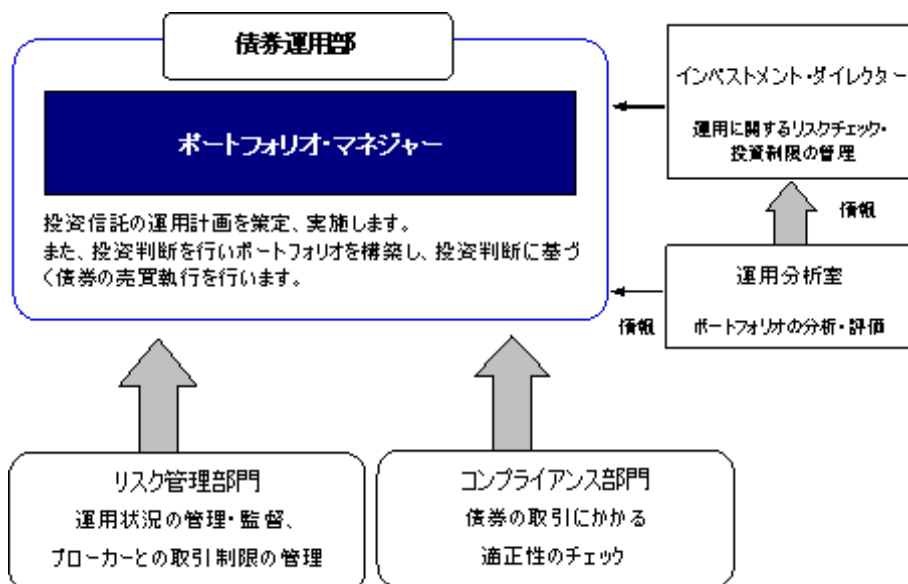 債券運用部
ポートフォリオ・マネジャー
投資信託の運用計画を策定、実施します。
また、投資判断を行いポートフォリオを構築し、投資判断に基づ
く債券の売買執行を行います。
インベストメント・ダイレクター
運用に関するリスクチェック・
投資制限の管理
情報
運用分析室
ポートフォリオの分析・評価
情報
リスク管理部門
運用状況の管理・監督、
ブローカーとの取引制限の管理
コンプライアンス部門
債券の取引にかかる
適正性のチェック